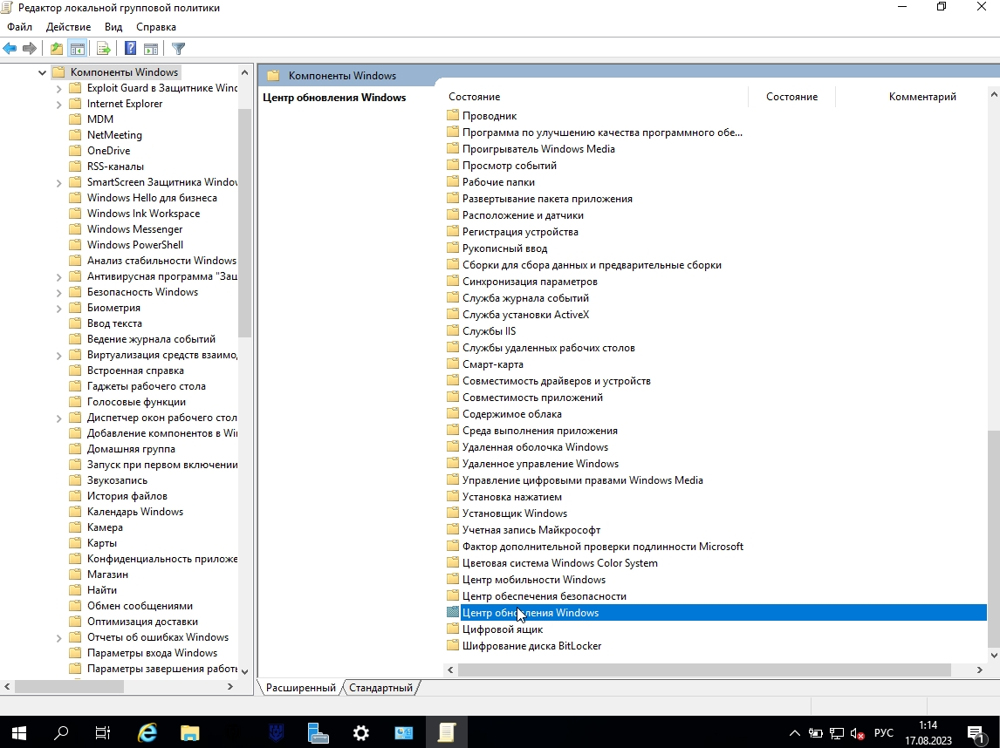 Редактор локальной групповой политики
Файл Действие Вид Справка
Компоненты Windows
Exploit Guard в Защитнике Winc
Internet Explorer
MDM
NetMeeting
OneDrive
RSS-каналы
SmartScreen Защитника Windov
Windows Hello для бизнеса
Windows Ink Workspace
Windows Messenger
Windows PowerShell
Анализ стабильности Windows
Антивирусная программа "Защ
Безопасность Windows
Биометрия
Ввод текста
Ведение журнала событий
Виртуализация средств взаимо,
Встроенная справка
Гаджеты рабочего стола
Голосовые функции
Диспетчер окон рабочего стол
Добавление компонентов в Wi
Домашняя группа
Запуск при первом включении
Звукозапись
История файлов
Календарь Windows
Камера
Карты
Конфиденциальность приложе
Магазин
Найти
Обмен сообщениями
Оптимизация доставки
Отчеты об ошибках Windows
Параметры входа Windows
Параметры завершения работь
Компоненты Windows
Центр обновления Windows
Состояние Состояние Комментарий
Проводник
Программа по улучшению качества программного обе...
Проигрыватель Windows Media
Просмотр событий
Рабочие папки
Развертывание пакета приложения
Расположение и датчики
Регистрация устройства
Рукописный ввод
Сборки для сбора данных и предварительные сборки
Синхронизация параметров
Служба журнала событий
Служба установки ActiveX
Службы IIS
Службы удаленных рабочих столов
Смарт-карта
Совместимость драйверов и устройств
Совместимость приложений
Содержимое облака
Среда выполнения приложения
Удаленная оболочка Windows
Удаленное управление Windows
Управление цифровыми правами Windows Media
Установка нажатием
Установщик Windows
Учетная запись Майкрософт
Фактор дополнительной проверки подлинности Microsoft
Цветовая система Windows Color System
Центр мобильности Windows
Центр обеспечения безопасности
Центр обновления Windows
Цифровой ящик
Шифрование диска BitLocker
Расширенный Стандартный
РУС
1:14
17.08.2023
1